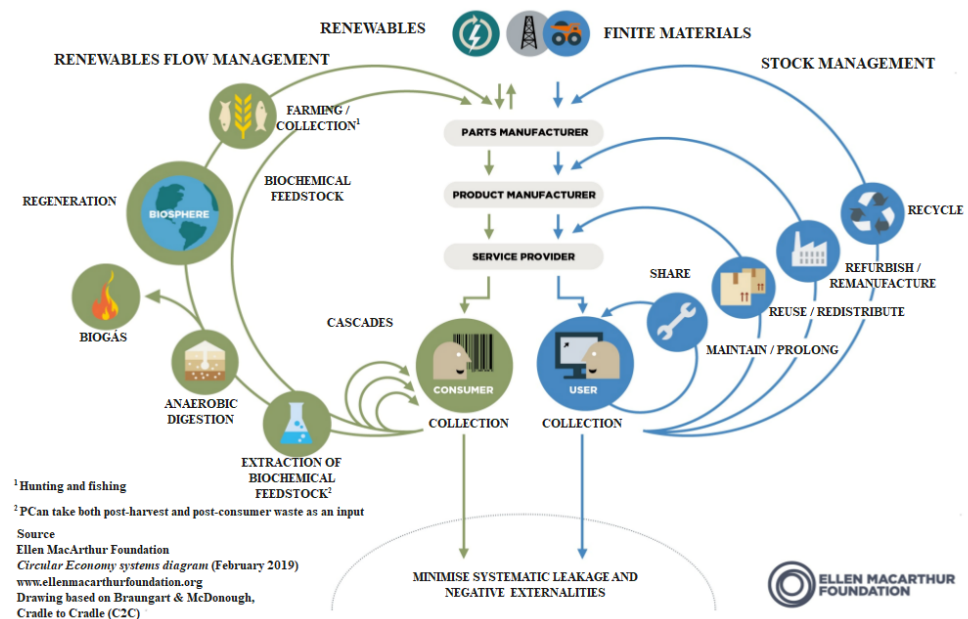 RENEWABLES
FINITE MATERIALS
RENEWABLES FLOW MANAGEMENT
STOCK MANAGEMENT
FARMING /
COLLECTION¹
PARTS MANUFACTURER
BIOCHEMICAL
FEEDSTOCK
PRODUCT MANUFACTURER
REGENERATION
BIOSPHERE
RECYCLE
SERVICE PROVIDER
SHARE
REFURBISH /
REMANUFACTURE
REUSE / REDISTRIBUTE
BIOGÁS
CASCADES
MAINTAIN / PROLONG
CONSUMER
USER
ANAEROBIC
DIGESTION
COLLECTION
COLLECTION
EXTRACTION OF
BIOCHEMICAL
FEEDSTOCK²
¹ Hunting and fishing
² PCan take both post-harvest and post-consumer waste as an input
Source
Ellen MacArthur Foundation
Circular Economy systems diagram (February 2019)
www.ellenmacarthurfoundation.org
Drawing based on Braungart & McDonough,
Cradle to Cradle (C2C)
MINIMISE SYSTEMATIC LEAKAGE AND
NEGATIVE EXTERNALITIES
ELLEN MACARTHUR
FOUNDATION